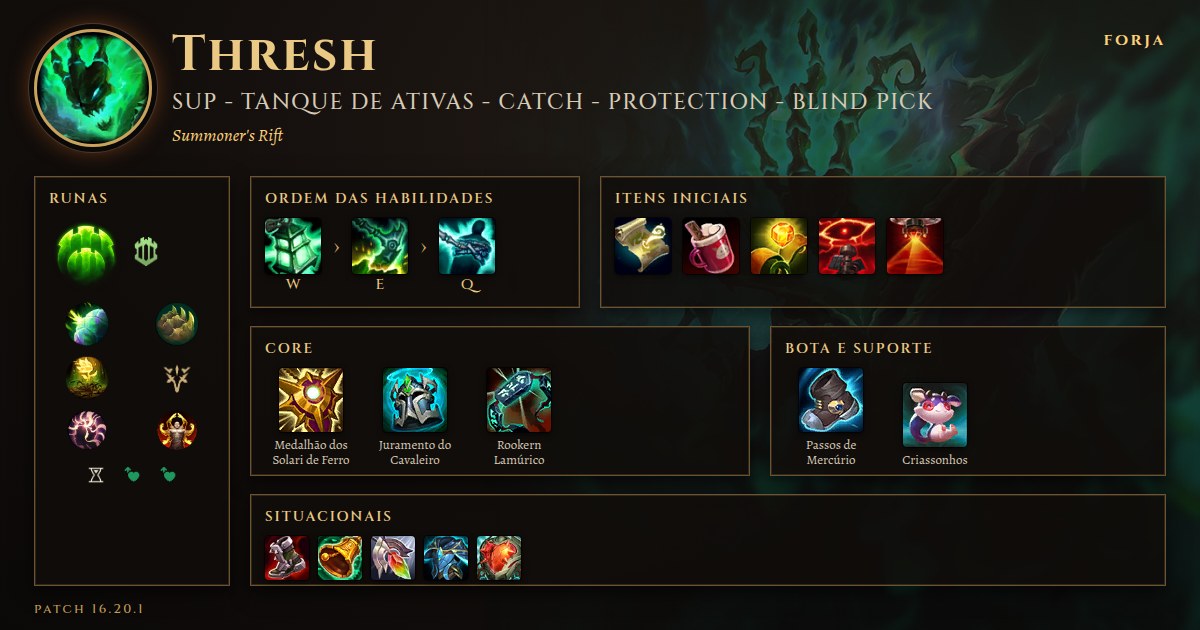 Thresh
FORJA
SUP - TANQUE DE ATIVAS - CATCH - PROTECTION - BLIND PICK
Summoner's Rift
RUNAS
ORDEM DAS HABILIDADES
W › E › Q
ITENS INICIAIS
CORE
Medalhão dos
Solari de Ferro
Juramento do
Cavaleiro
Rookern
Lamúrico
BOTA E SUPORTE
Passos de
Mercúrio
Criassonhos
SITUACIONAIS
PATCH 16.20.1